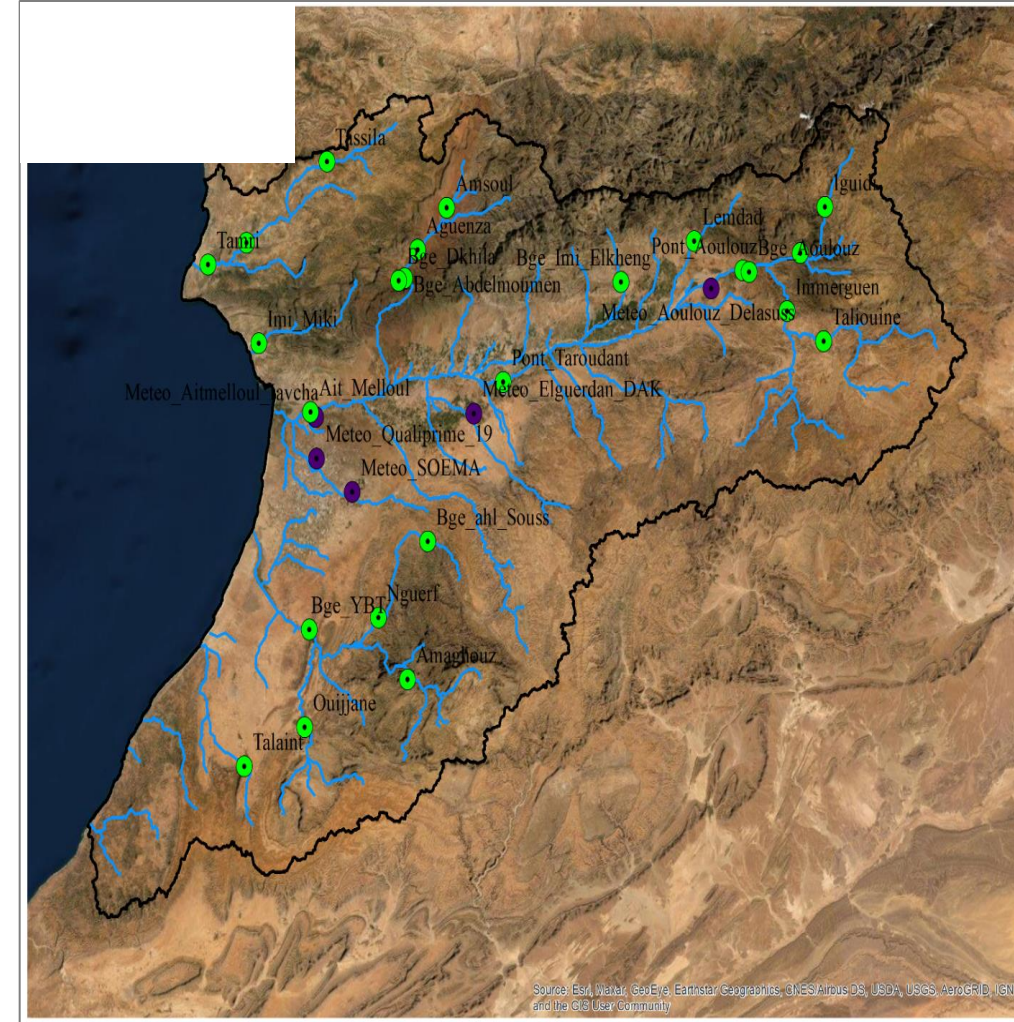 Tassila
Amsoul
Iguidi
Aguenza
Lemdad
Tamri
Bge_Dkhila
Bge_Imi_Elkheng
Pont_Aoulouz
Bge_Aoulouz
Bge_Abdelmoumen
Immerguen
Imi_Miki
Meteo_Aoulouz_Delasuss
Taliouine
Pont_Taroudant
Meteo_Aitmelloul_Javcha
Ait_Melloul
Meteo_Elguerdan_DAK
Meteo_Qualiprime_19
Meteo_SOEMA
Bge_ahl_Souss
Bge_YBT
Nguerf
Amaghouz
Ouijjane
Talaint
Source: Esri, Maxar, GeoEye, Earthstar Geographics, CNES/Airbus DS, USDA, USGS, AeroGRID, IGN
and the GIS User Community